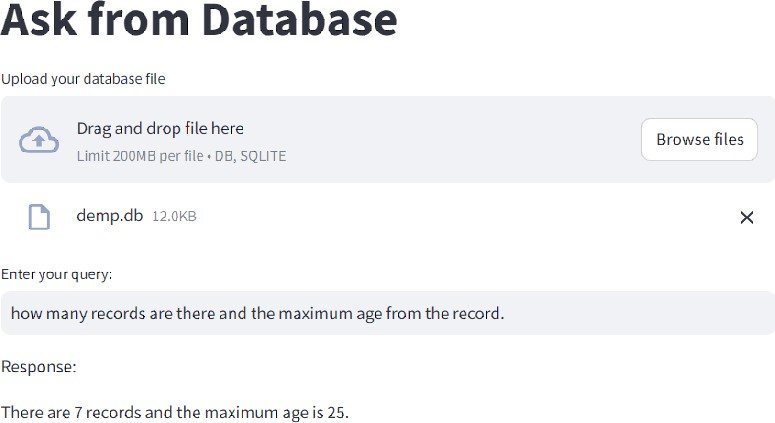 Ask from Database
Upload your database file
Drag and drop file here
Limit 200MB per file • DB, SQLITE
Browse files
demp.db 12.0KB
Enter your query:
how many records are there and the maximum age from the record.
Response:
There are 7 records and the maximum age is 25.